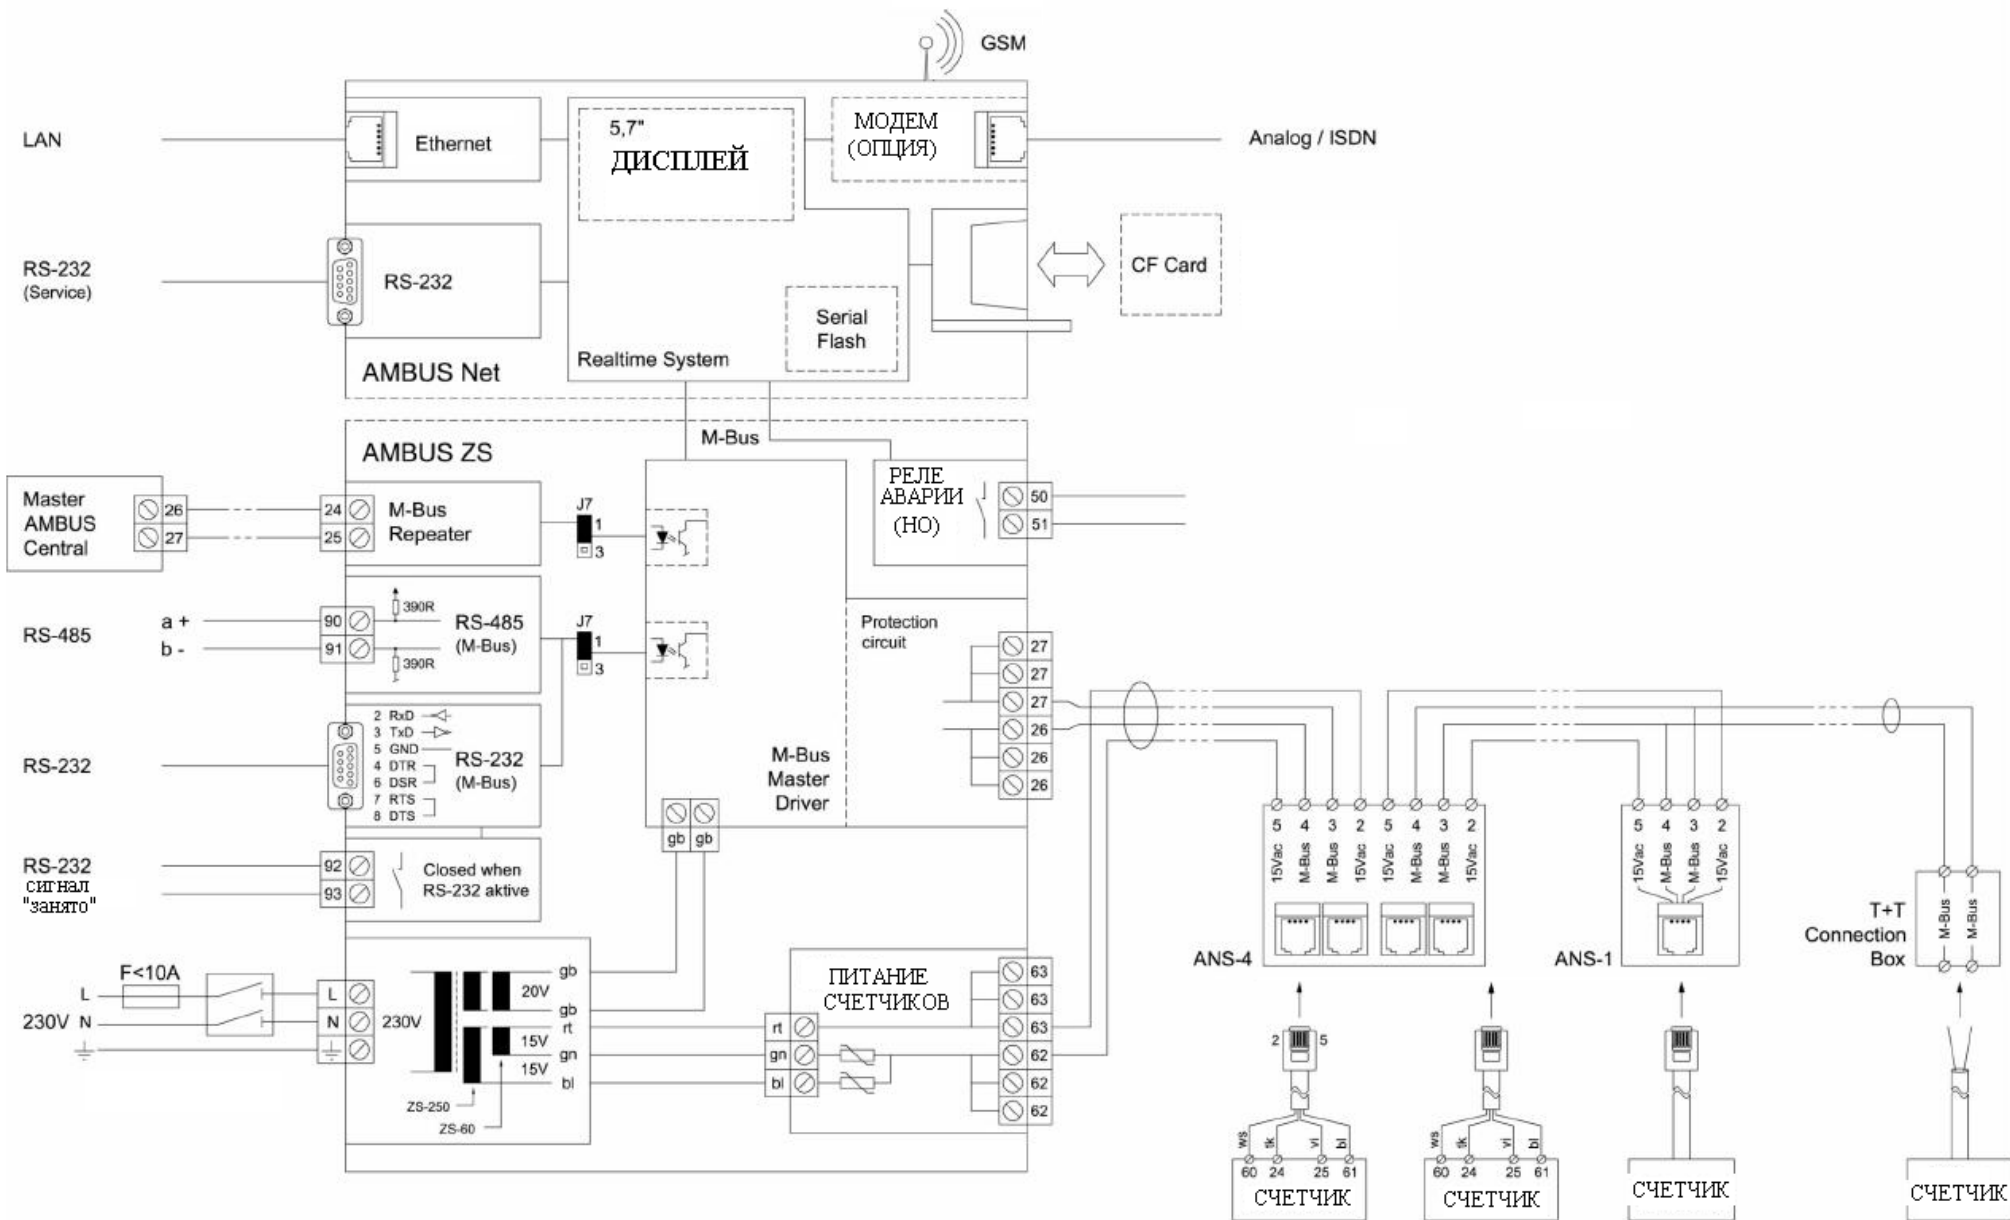 GSM
LAN
Ethernet
5,7"
ДИСПЛЕЙ
МОДЕМ
(ОПЦИЯ)
Analog / ISDN
RS-232
(Service)
RS-232
CF Card
Serial
Flash
Realtime System
AMBUS Net
AMBUS ZS
M-Bus
Master
AMBUS
Central
26
27
24
25
M-Bus
Repeater
J7
1
3
РЕЛЕ
АВАРИИ
(НО)
50
51
RS-485
a +
b -
90
91
390R
390R
RS-485
(M-Bus)
J7
1
3
Protection
circuit
27
27
27
26
26
26
RS-232
2 RxD
3 TxD
5 GND
4 DTR
6 DSR
7 RTS
8 DTS
RS-232
(M-Bus)
M-Bus
Master
Driver
gb gb
RS-232
сигнал
"занято"
92
93
Closed when
RS-232 aktive
5 4 3 2 5 4 3 2
15Vac M-Bus M-Bus 15Vac 15Vac M-Bus M-Bus 15Vac
ANS-4
5 4 3 2
15Vac M-Bus M-Bus 15Vac
ANS-1
T+T
Connection
Box
M-Bus M-Bus
F<10A
L
230V N
L
N
230V
gb
20V
gb
rt
15V
gn
15V
bl
ZS-250
ZS-60
rt
gn
bl
ПИТАНИЕ
СЧЕТЧИКОВ
63
63
63
62
62
62
2 5
ws tk vi bl
60 24 25 61
СЧЕТЧИК
ws tk vi bl
60 24 25 61
СЧЕТЧИК
СЧЕТЧИК
СЧЕТЧИК